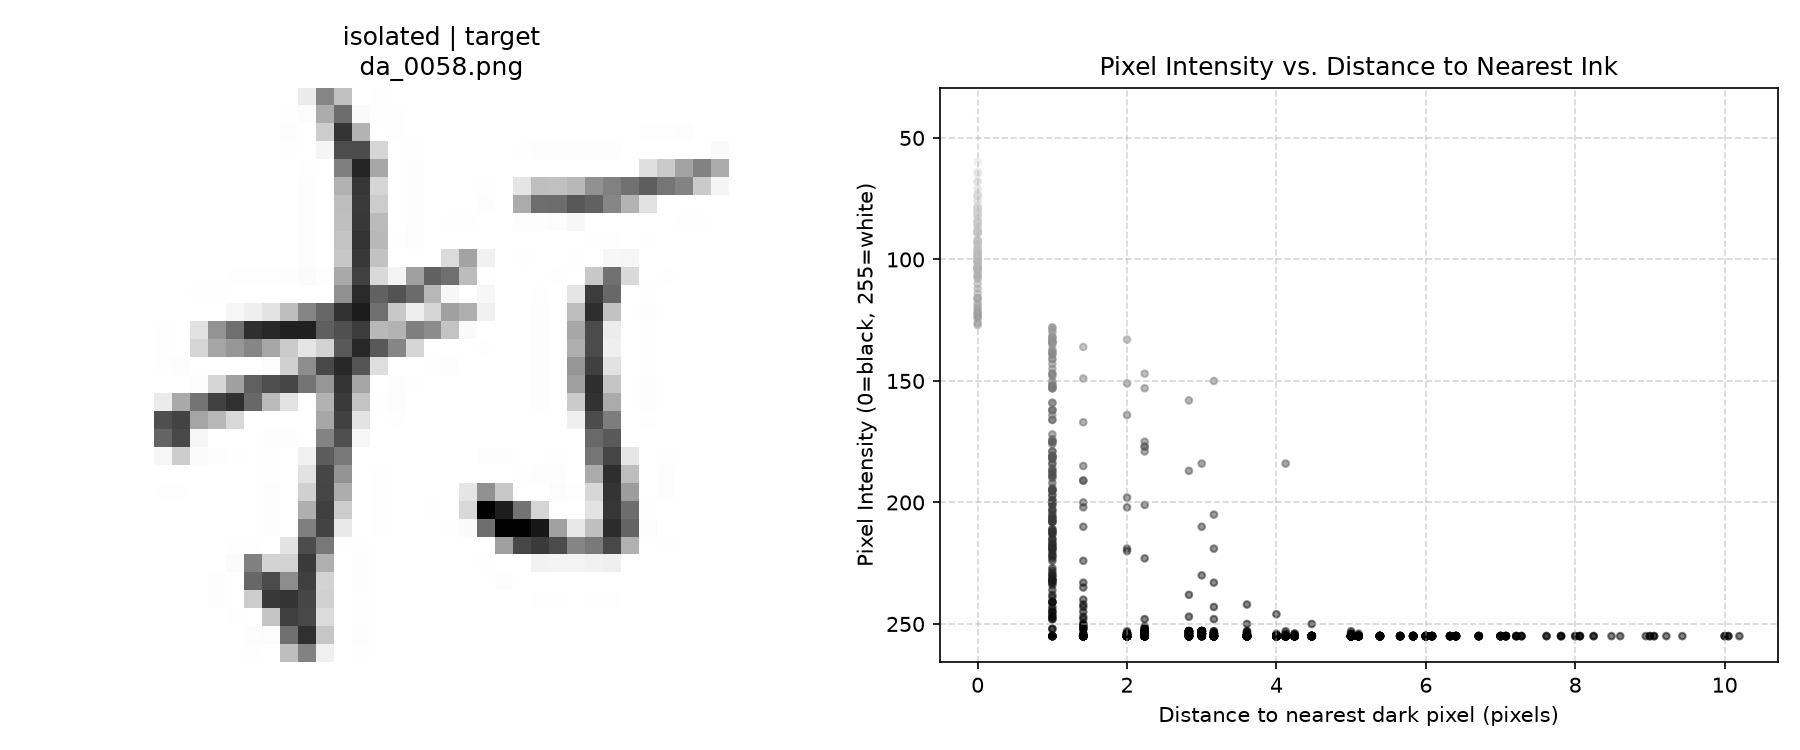 isolated | target
da_0058.png
打
Pixel Intensity vs. Distance to Nearest Ink
Pixel Intensity (0=black, 255=white)
50
100
150
200
250
0 2 4 6 8 10
Distance to nearest dark pixel (pixels)